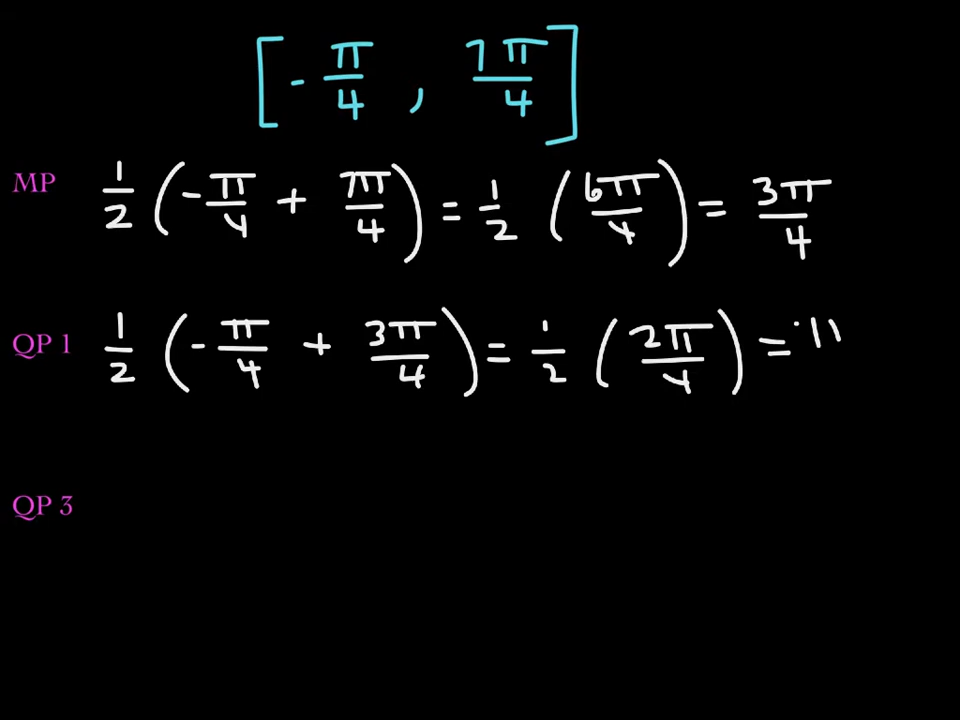 [-π/4, 7π/4]
MP 1/2 (-π/4 + 7π/4) = 1/2 (6π/4) = 3π/4
QP 1 1/2 (-π/4 + 3π/4) = 1/2 (2π/4) =
QP 3